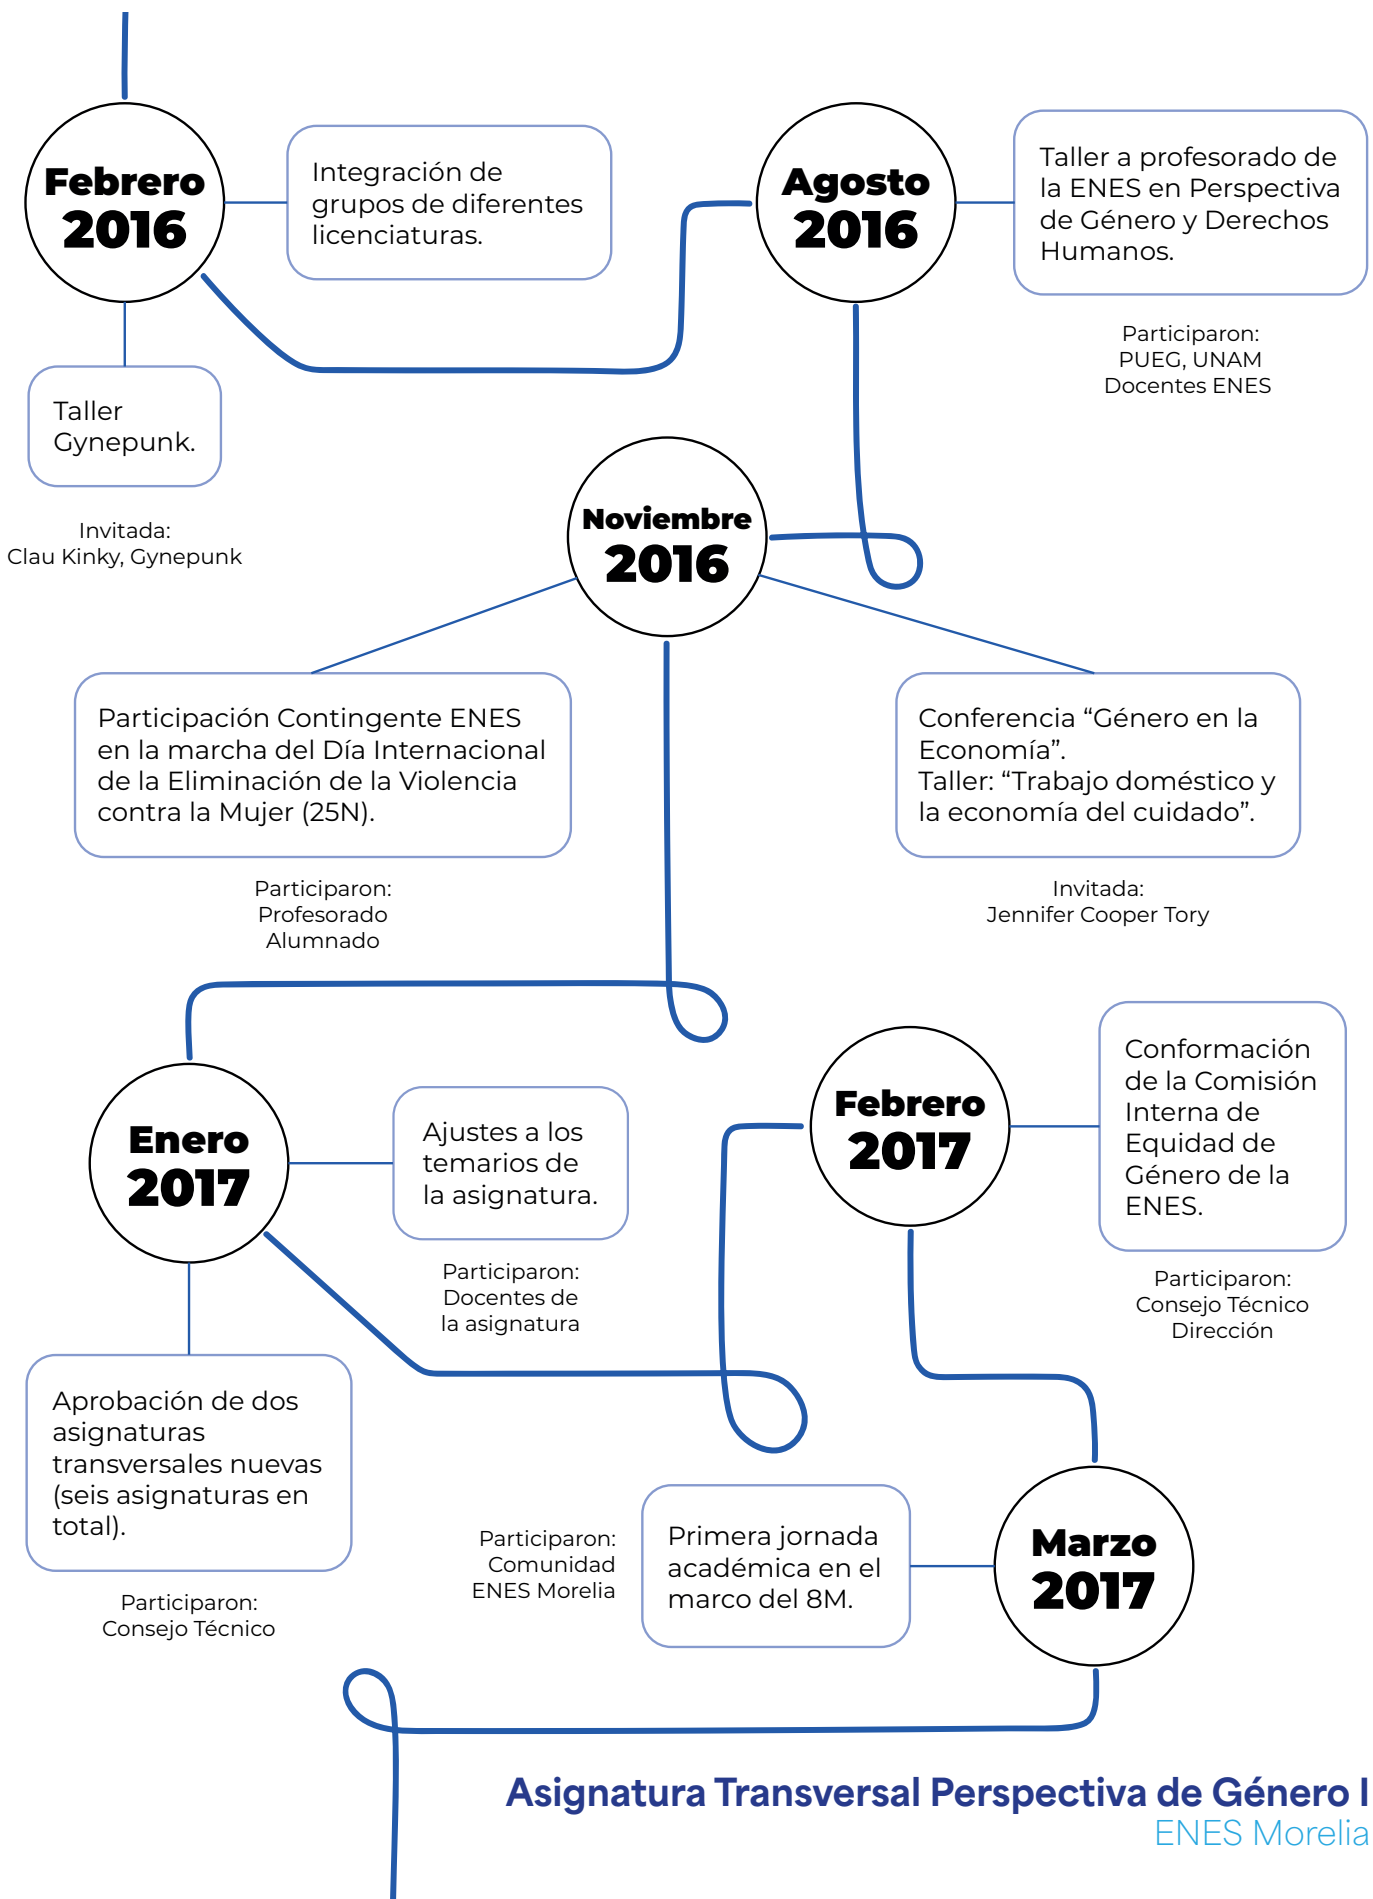 Febrero
2016
Integración de
grupos de diferentes
licenciaturas.
Taller
Gynepunk.
Invitada:
Clau Kinky, Gynepunk
Agosto
2016
Taller a profesorado de
la ENES en Perspectiva
de Género y Derechos
Humanos.
Participaron:
PUEG, UNAM
Docentes ENES
Noviembre
2016
Participación Contingente ENES
en la marcha del Día Internacional
de la Eliminación de la Violencia
contra la Mujer (25N).
Participaron:
Profesorado
Alumnado
Conferencia “Género en la
Economía”.
Taller: “Trabajo doméstico y
la economía del cuidado”.
Invitada:
Jennifer Cooper Tory
Enero
2017
Ajustes a los
temarios de
la asignatura.
Participaron:
Docentes de
la asignatura
Aprobación de dos
asignaturas
transversales nuevas
(seis asignaturas en
total).
Participaron:
Consejo Técnico
Febrero
2017
Conformación
de la Comisión
Interna de
Equidad de
Género de la
ENES.
Participaron:
Consejo Técnico
Dirección
Marzo
2017
Primera jornada
académica en el
marco del 8M.
Participaron:
Comunidad
ENES Morelia
Asignatura Transversal Perspectiva de Género I
ENES Morelia